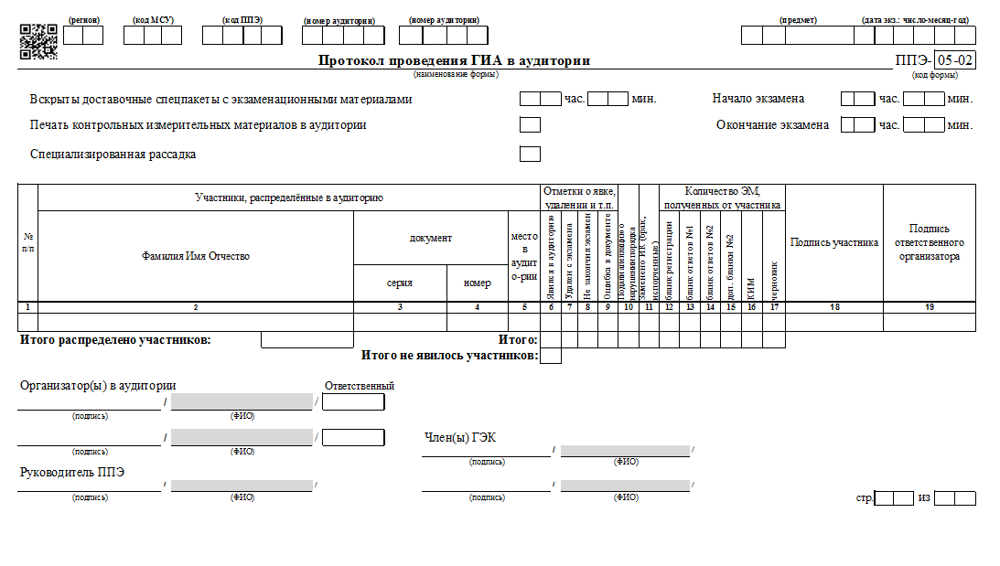 (регион) (код МСУ) (код ППЭ) (номер аудитории) (номер аудитории) (предмет) (дата экз.: число-месяц-год)
Протокол проведения ГИА в аудитории ППЭ- 05-02
(наименование формы) (код формы)
Вскрыты доставочные спецпакеты с экзаменационными материалами час. мин. Начало экзамена час. мин.
Печать контрольных измерительных материалов в аудитории Окончание экзамена час. мин.
Специализированная рассадка
№ п/п
Участники, распределённые в аудиторию
Фамилия Имя Отчество
документ
серия
номер
место
в
аудит
о-рии
Отметки о явке,
удалении и т.п.
Явился в аудиторию
Удален с экзамена
Не закончил экзамен
Ошибка в документе
Подана апелляция о
нарушении порядка
Заменено ИК (брак,
испорченные)
Количество ЭМ,
полученных от участника
бланк регистрации
бланк ответов №1
бланк ответов №2
доп. бланки №2
КИМ
черновик
Подпись участника
Подпись
ответственного
организатора
1 2 3 4 5 6 7 8 9 10 11 12 13 14 15 16 17 18 19
Итого распределено участников: Итого:
Итого не явилось участников:
Организатор(ы) в аудитории Ответственный
/ /
(подпись) (ФИО)
/ / Член(ы) ГЭК
(подпись) (ФИО) / /
(подпись) (ФИО)
Руководитель ППЭ
/ / / /
(подпись) (ФИО) (подпись) (ФИО)
стр. из